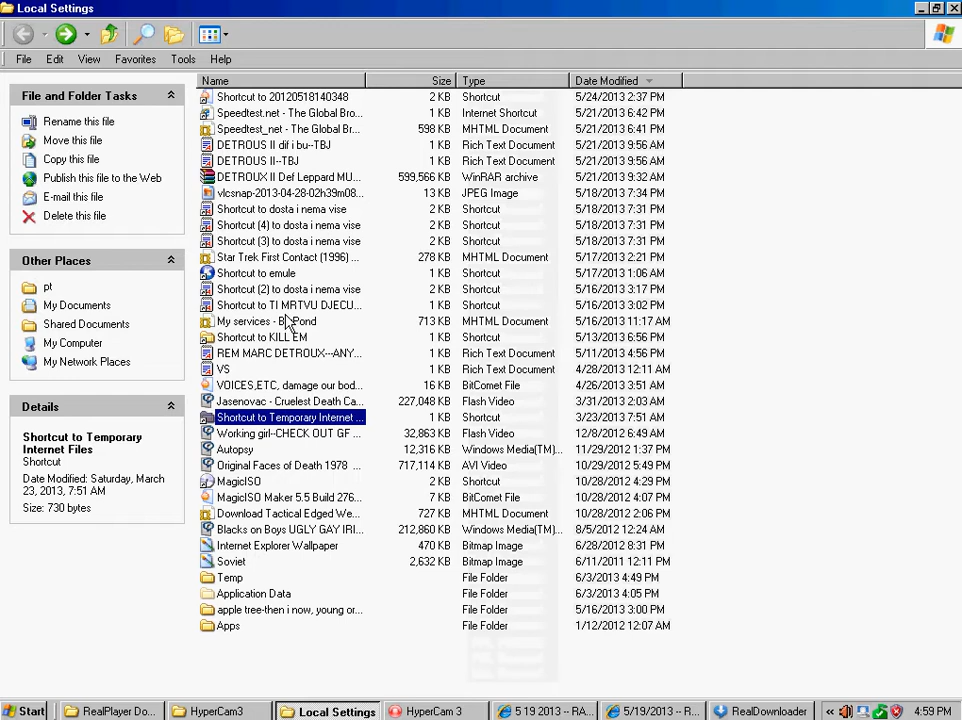 Local Settings
File Edit View Favorites Tools Help
Name Size Type Date Modified
File and Folder Tasks
Rename this file
Move this file
Copy this file
Publish this file to the Web
E-mail this file
Delete this file
Other Places
pt
My Documents
Shared Documents
My Computer
My Network Places
Details
Shortcut to Temporary
Internet Files
Shortcut
Date Modified: Saturday, March
23, 2013, 7:51 AM
Size: 730 bytes
Shortcut to 20120518140348 2 KB Shortcut 5/24/2013 2:37 PM
Speedtest.net - The Global Bro... 1 KB Internet Shortcut 5/21/2013 6:42 PM
Speedtest_net - The Global Bro... 598 KB MHTML Document 5/21/2013 6:41 PM
DETROUS II dif i bu--TBJ 1 KB Rich Text Document 5/21/2013 9:56 AM
DETROUS II--TBJ 1 KB Rich Text Document 5/21/2013 9:56 AM
DETROUX II Def Leppard MU... 599,566 KB WinRAR archive 5/21/2013 9:32 AM
vlcsnap-2013-04-28-02h39m08... 13 KB JPEG Image 5/18/2013 7:34 PM
Shortcut to dosta i nema vise 2 KB Shortcut 5/18/2013 7:31 PM
Shortcut (4) to dosta i nema vise 2 KB Shortcut 5/18/2013 7:31 PM
Shortcut (3) to dosta i nema vise 2 KB Shortcut 5/18/2013 7:31 PM
Star Trek First Contact (1996) ... 278 KB MHTML Document 5/17/2013 2:21 PM
Shortcut to emule 1 KB Shortcut 5/17/2013 1:06 AM
Shortcut (2) to dosta i nema vise 2 KB Shortcut 5/16/2013 3:17 PM
Shortcut to TI MRTVU DJECU... 1 KB Shortcut 5/16/2013 3:05 PM
My services - B Pond 713 KB MHTML Document 5/16/2013 11:17 AM
Shortcut to KILL EM 1 KB Shortcut 5/13/2013 6:56 PM
REM MARC DETROUX---ANY... 1 KB Rich Text Document 5/11/2013 4:56 PM
VS 1 KB Rich Text Document 4/28/2013 12:11 AM
VOICES,ETC, damage our bod... 16 KB BitComet File 4/26/2013 3:51 AM
Jasenovac - Cruelest Death Ca... 227,048 KB Flash Video 3/31/2013 2:03 AM
Shortcut to Temporary Internet ... 1 KB Shortcut 3/23/2013 7:51 AM
Working girl--CHECK OUT GF ... 32,863 KB Flash Video 12/8/2012 6:49 AM
Autopsy 12,316 KB Windows Media(TM)... 11/29/2012 1:37 PM
Original Faces of Death 1978 ... 717,114 KB AVI Video 10/29/2012 5:49 PM
MagicISO 1 KB Shortcut 10/28/2012 4:29 PM
MagicISO Maker 5.5 Build 276... 7 KB BitComet File 10/28/2012 4:07 PM
Download Tactical Edged We... 727 KB MHTML Document 10/28/2012 2:06 PM
Blacks on Boys UGLY GAY IRI... 212,860 KB Windows Media(TM)... 8/5/2012 12:24 AM
Internet Explorer Wallpaper 470 KB Bitmap Image 6/28/2012 8:31 PM
Soviet 2,632 KB Bitmap Image 6/11/2011 12:11 PM
Temp File Folder 6/3/2013 4:49 PM
Application Data File Folder 6/3/2013 4:05 PM
apple tree-then i now, young or... File Folder 5/16/2013 3:00 PM
Apps File Folder 1/12/2012 12:07 AM
Start RealPlayer Do... HyperCam3 Local Settings HyperCam 3 5 19 2013 -- RA... 5/19/2013 -- R... RealDownloader « 4:59 PM